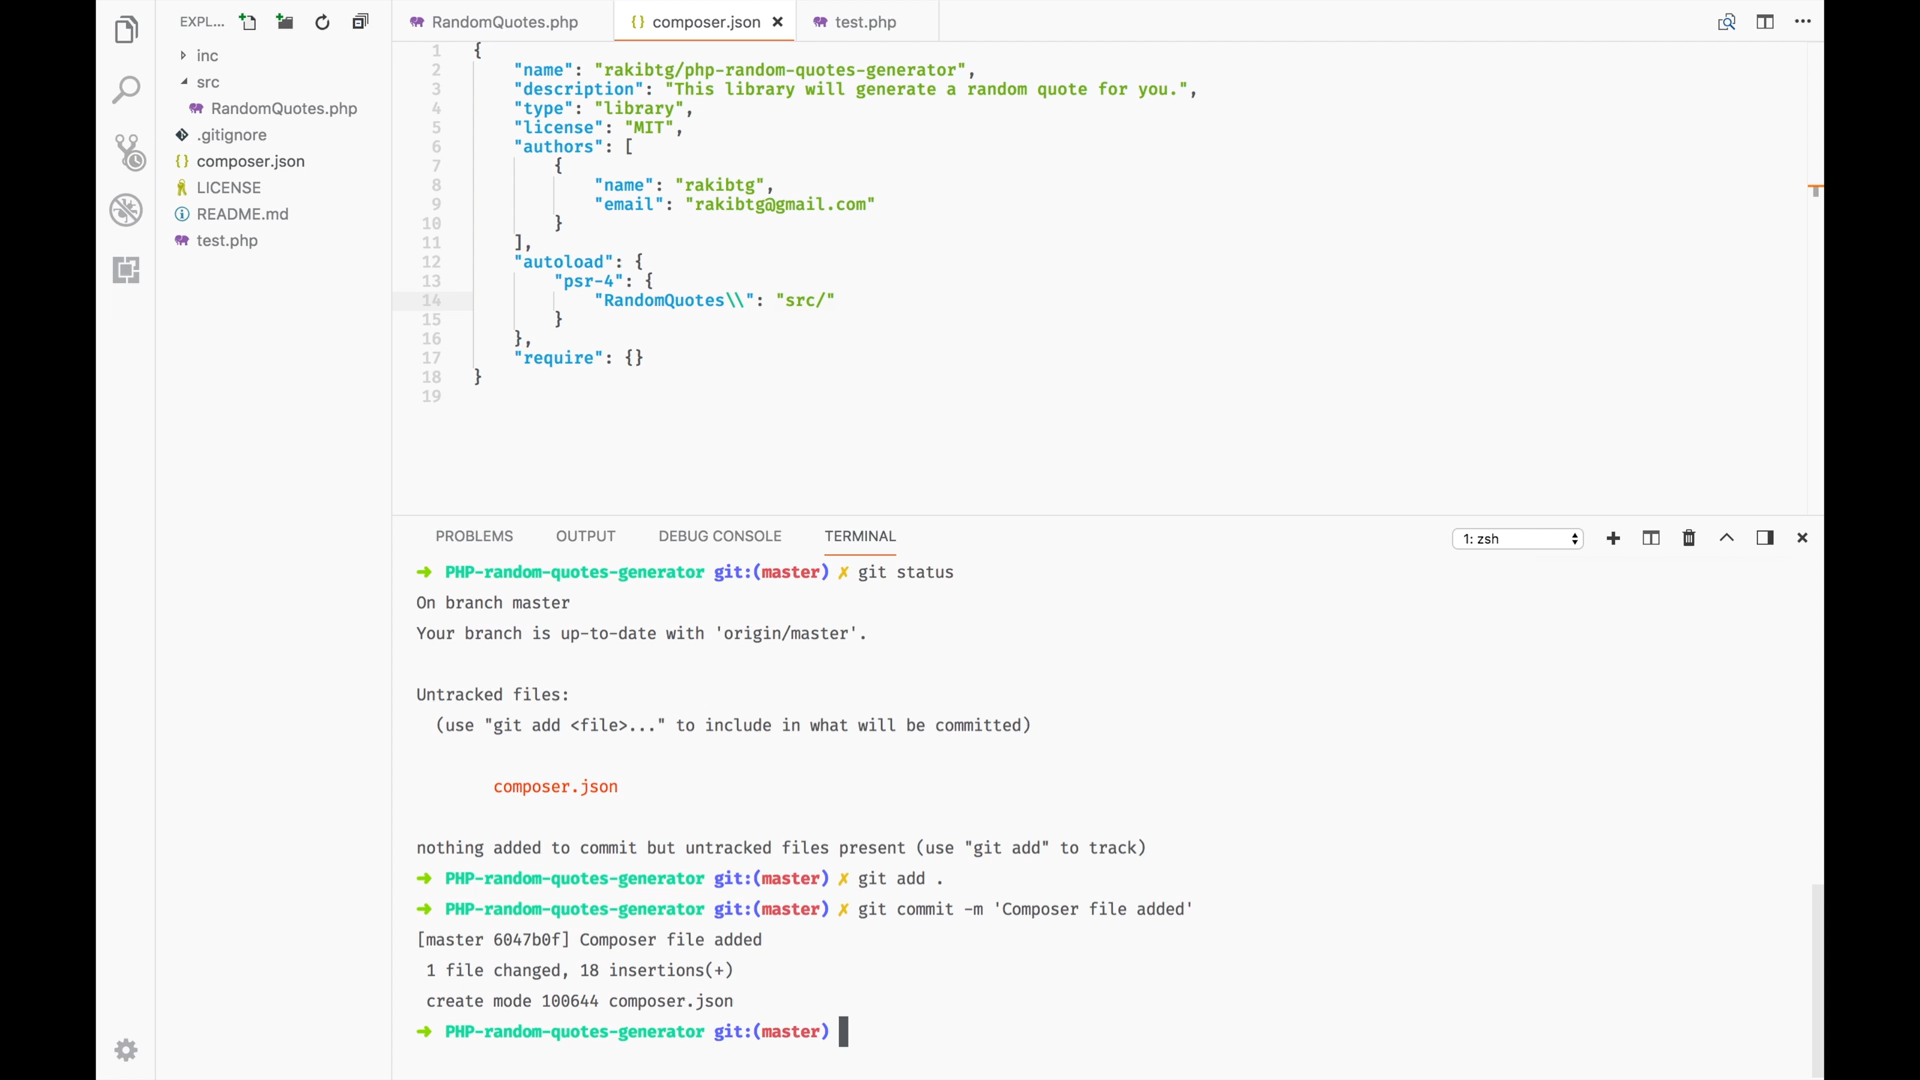 EXPL...
inc
src
RandomQuotes.php
.gitignore
composer.json
LICENSE
README.md
test.php
RandomQuotes.php
{} composer.json ×
test.php
1 {
2 "name": "rakibtg/php-random-quotes-generator",
3 "description": "This library will generate a random quote for you.",
4 "type": "library",
5 "license": "MIT",
6 "authors": [
7 {
8 "name": "rakibtg",
9 "email": "rakibtg@gmail.com"
10 }
11 ],
12 "autoload": {
13 "psr-4": {
14 "RandomQuotes\\": "src/"
15 }
16 },
17 "require": {}
18 }
19
PROBLEMS OUTPUT DEBUG CONSOLE TERMINAL
1: zsh
➜ PHP-random-quotes-generator git:(master) ✗ git status
On branch master
Your branch is up-to-date with 'origin/master'.
Untracked files:
(use "git add <file>..." to include in what will be committed)
composer.json
nothing added to commit but untracked files present (use "git add" to track)
➜ PHP-random-quotes-generator git:(master) ✗ git add .
➜ PHP-random-quotes-generator git:(master) ✗ git commit -m 'Composer file added'
[master 6047b0f] Composer file added
1 file changed, 18 insertions(+)
create mode 100644 composer.json
➜ PHP-random-quotes-generator git:(master)